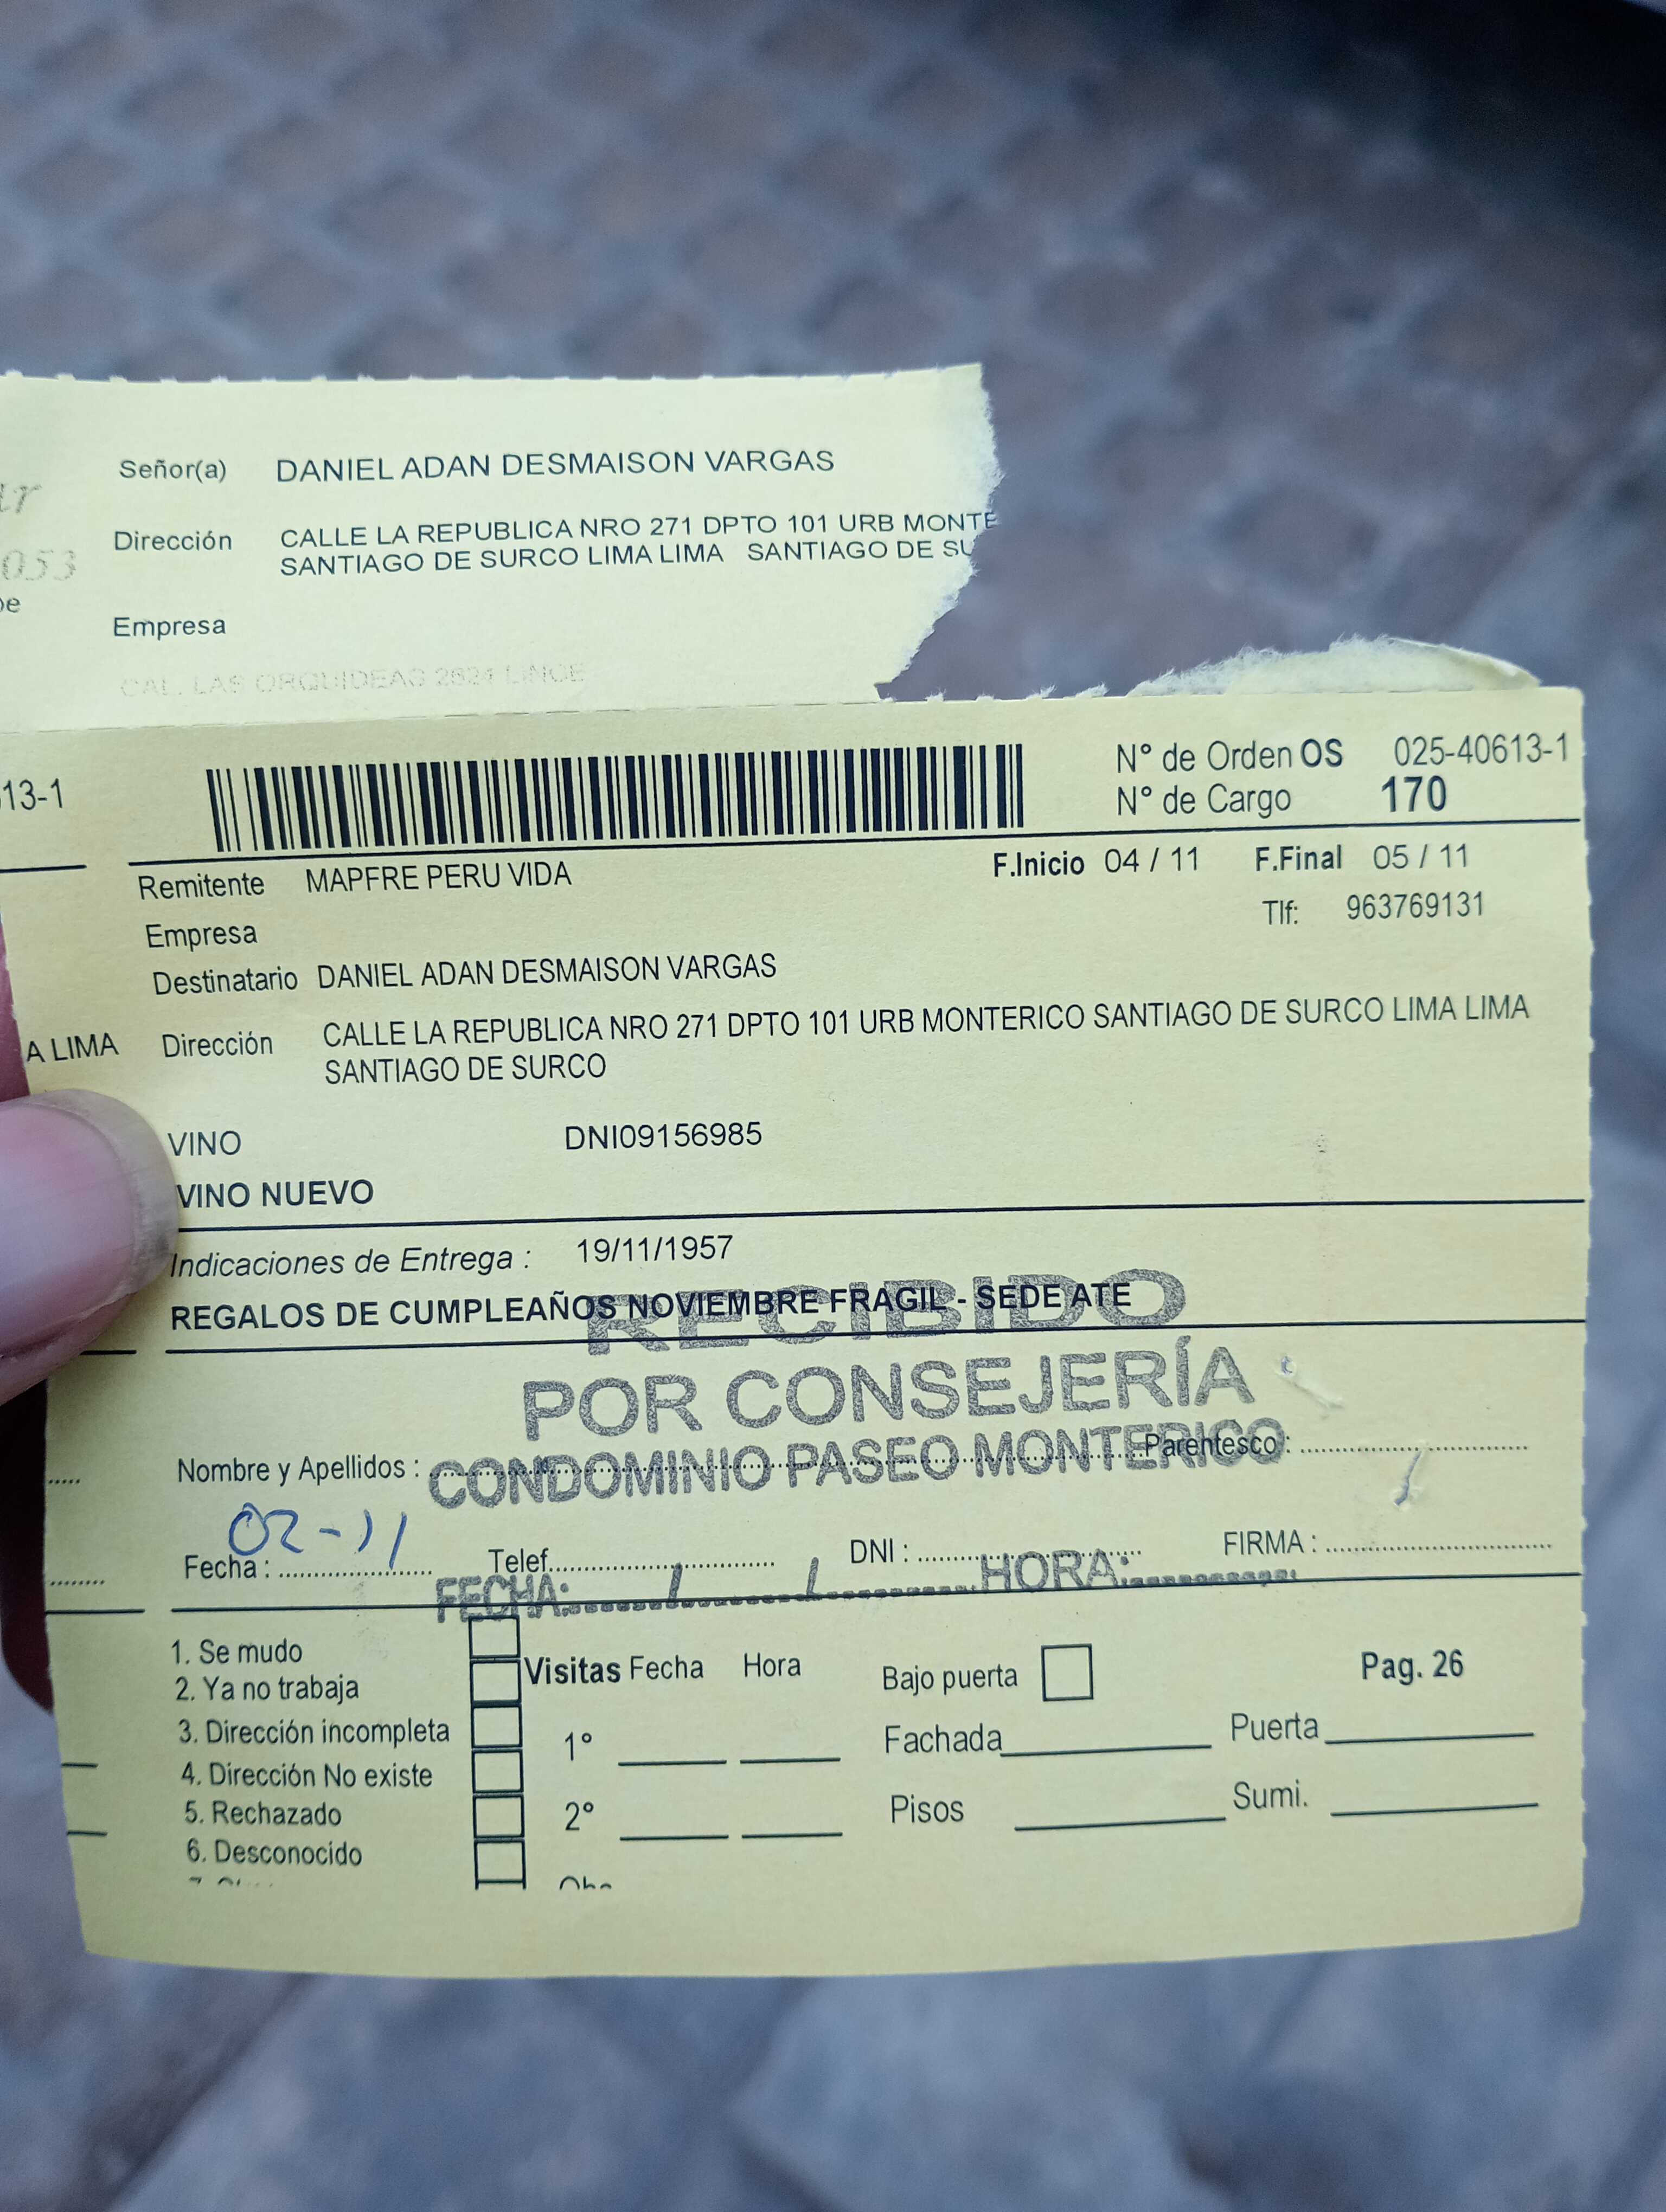 Señor(a) DANIEL ADAN DESMAISON VARGAS
Dirección CALLE LA REPUBLICA NRO 271 DPTO 101 URB MONTE
SANTIAGO DE SURCO LIMA LIMA SANTIAGO DE SU
053
Empresa
CAL. LAS ORQUIDEAS 2624 LINCE
13-1
N° de Orden OS 025-40613-1
N° de Cargo 170
Remitente MAPFRE PERU VIDA
F.Inicio 04 / 11 F.Final 05 / 11
Empresa
Tlf: 963769131
Destinatario DANIEL ADAN DESMAISON VARGAS
A LIMA
Dirección CALLE LA REPUBLICA NRO 271 DPTO 101 URB MONTERICO SANTIAGO DE SURCO LIMA LIMA
SANTIAGO DE SURCO
VINO DNI09156985
VINO NUEVO
Indicaciones de Entrega : 19/11/1957
REGALOS DE CUMPLEAÑOS NOVIEMBRE FRAGIL - SEDE ATE
RECIBIDO
POR CONSEJERÍA
CONDOMINIO PASEO MONTERICO
Nombre y Apellidos : Parentesco :
02-11
Fecha : Telef. DNI : FIRMA :
FECHA: / / HORA:
1. Se mudo
2. Ya no trabaja
3. Dirección incompleta
4. Dirección No existe
5. Rechazado
6. Desconocido
Visitas Fecha Hora
1°
2°
Bajo puerta
Fachada
Pisos
Pag. 26
Puerta
Sumi.